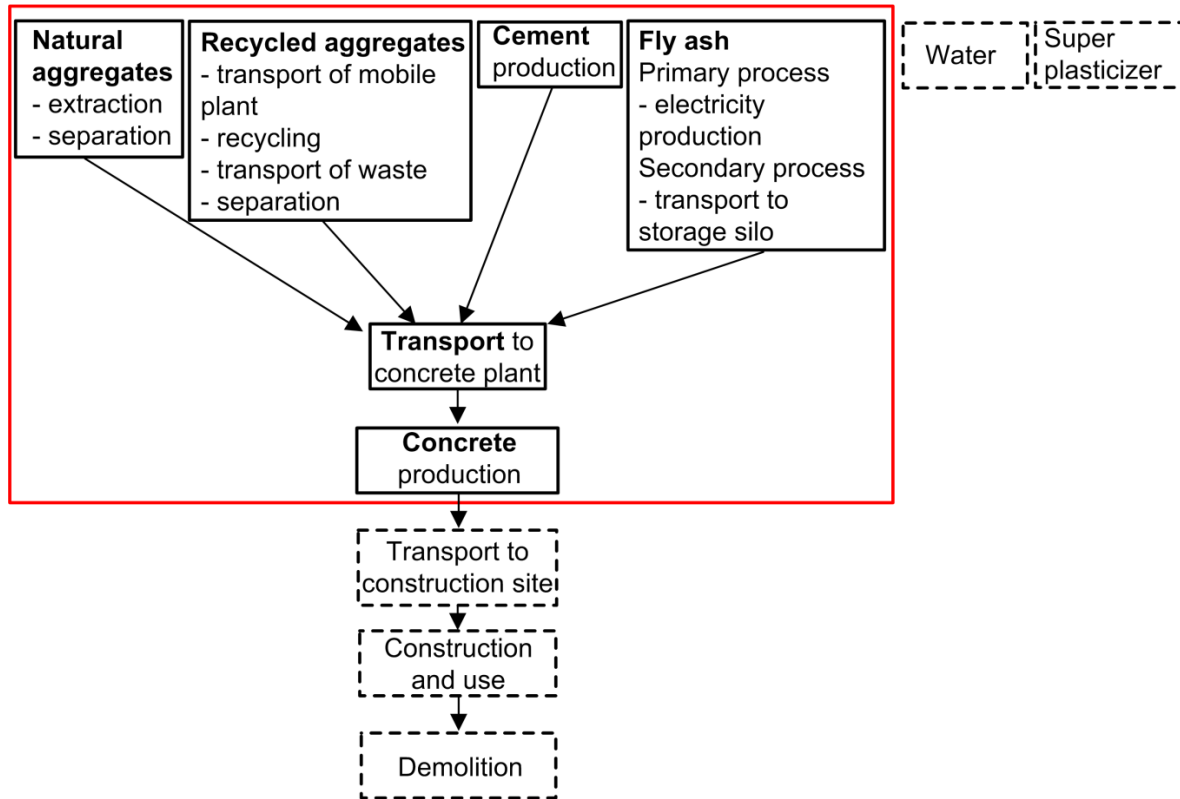 Natural
aggregates
- extraction
- separation
Recycled aggregates
- transport of mobile
plant
- recycling
- transport of waste
- separation
Cement
production
Fly ash
Primary process
- electricity
production
Secondary process
- transport to
storage silo
Water
Super
plasticizer
Transport to
concrete plant
Concrete
production
Transport to
construction site
Construction
and use
Demolition